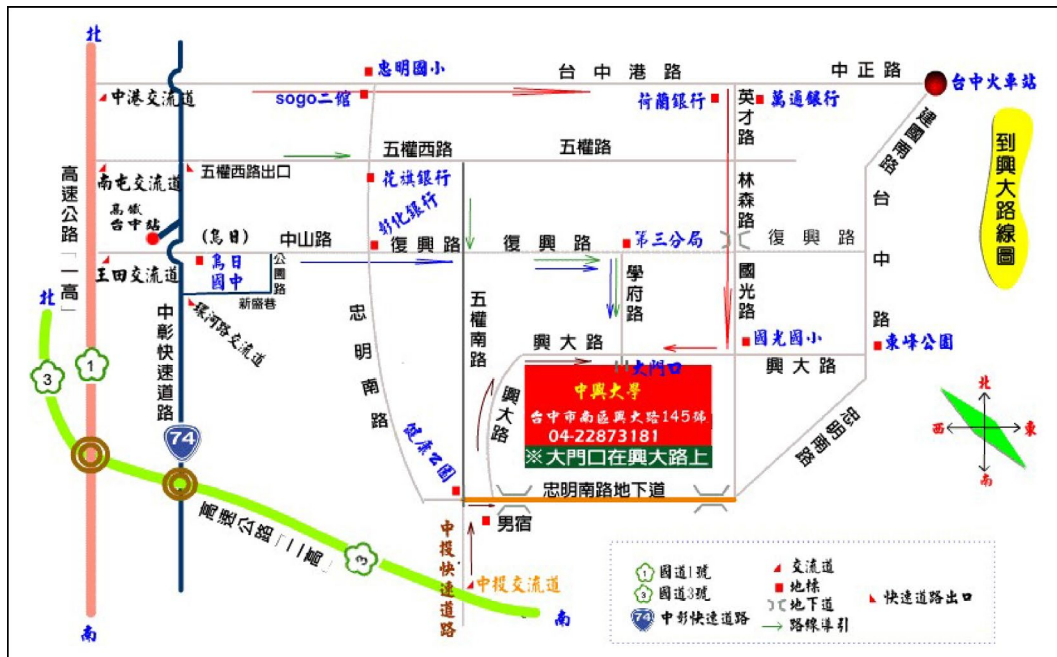 北
忠明國小
台中港路
中正路
台中火車站
中港交流道
sogo二館
荷蘭銀行
英才路
萬通銀行
建國南路
到興大路線圖
五權西路
五權路
高速公路「一高」
南屯交流道
五權西路出口
花旗銀行
林森路
高鐵
台中站
彰化銀行
台中路
(烏日)
中山路
復興路
復興路
第三分局
復興路
王田交流道
烏日
國中
公園路
學府路
國光路
北
新盛巷
環河路交流道
中彰快速道路
五權南路
忠明南路
國光國小
興大路
興大路
東峰公園
大門口
3
1
中興大學
台中市南區興大路145號
04-22873181
※大門口在興大路上
興大路
北
西
東
南
74
健康公園
忠明南路
忠明南路地下道
高速公路「二高」
男宿
中投快速道路
3
中投交流道
南
南
1
國道1號
3
國道3號
74
中彰快速道路
交流道
地標
地下道
路線導引
快速道路出口